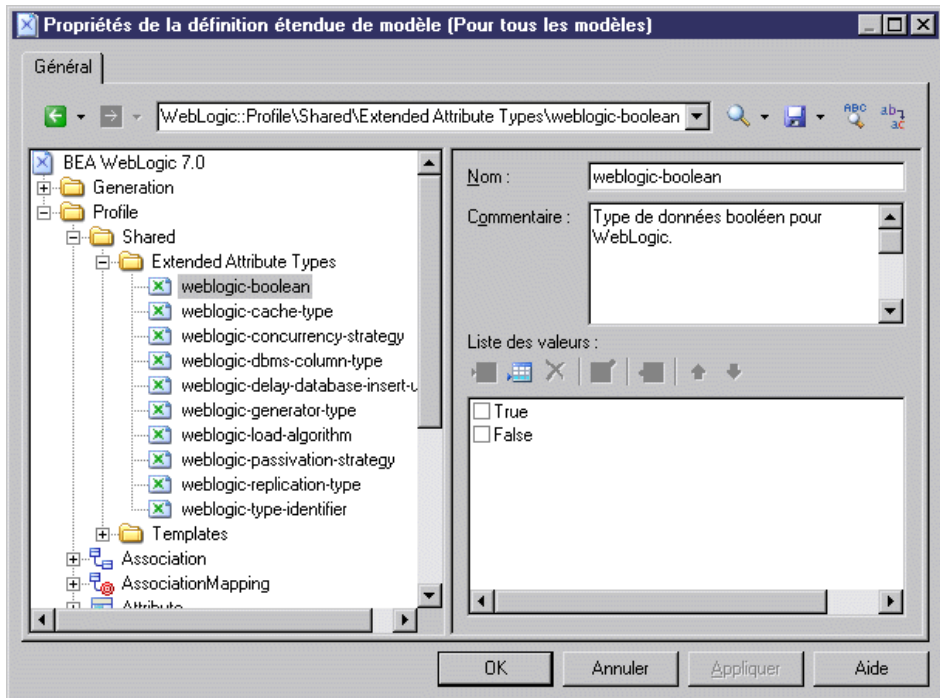 Propriétés de la définition étendue de modèle (Pour tous les modèles)
Général
WebLogic::Profile\Shared\Extended Attribute Types\weblogic-boolean
ABC
ab
ac
BEA WebLogic 7.0
Generation
Profile
Shared
Extended Attribute Types
weblogic-boolean
weblogic-cache-type
weblogic-concurrency-strategy
weblogic-dbms-column-type
weblogic-delay-database-insert-u
weblogic-generator-type
weblogic-load-algorithm
weblogic-passivation-strategy
weblogic-replication-type
weblogic-type-identifier
Templates
Association
AssociationMapping
Attribute
Nom :
weblogic-boolean
Commentaire :
Type de données booléen pour
WebLogic.
Liste des valeurs :
True
False
OK
Annuler
Appliquer
Aide